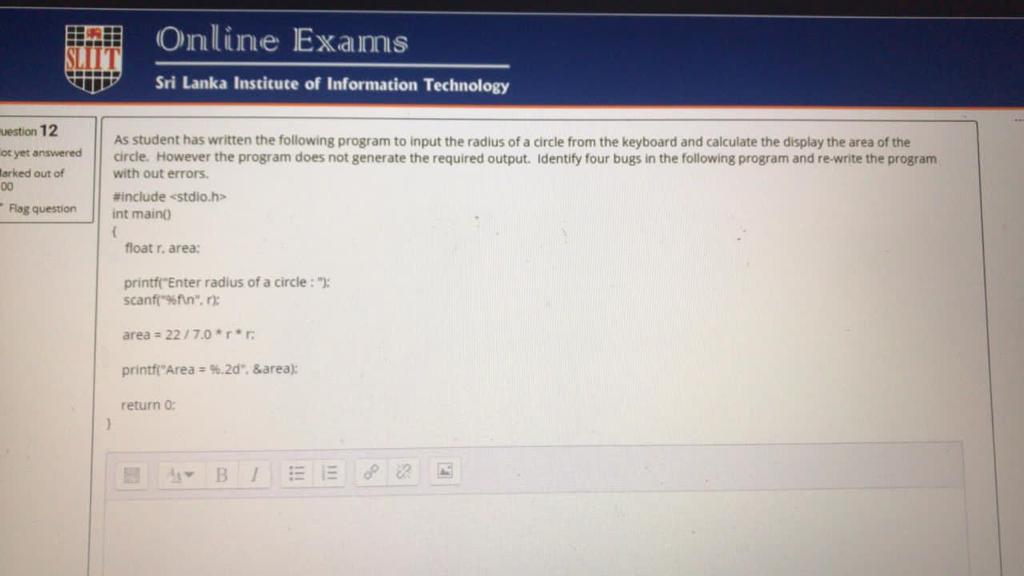 SLIIT
Online Exams
Sri Lanka Institute of Information Technology
uestion 12
ot yet answered
arked out of
00
Flag question
As student has written the following program to input the radius of a circle from the keyboard and calculate the display the area of the
circle. However the program does not generate the required output. Identify four bugs in the following program and re-write the program
with out errors.
#include <stdio.h>
int main()
{
float r, area;
printf("Enter radius of a circle : ");
scanf("%f\n", r);
area = 22 / 7.0 * r * r;
printf("Area = %.2d", &area);
return 0;
}
B I